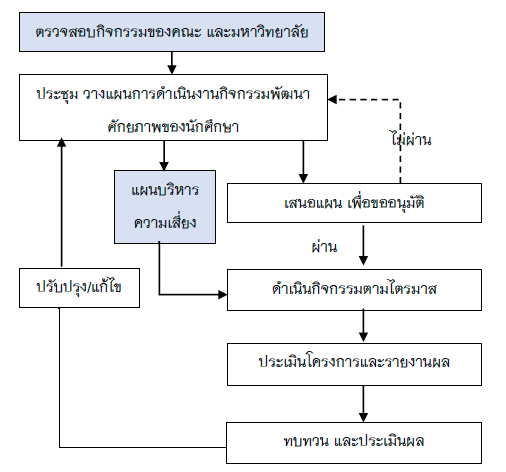 ตรวจสอบกิจกรรมของคณะ และมหาวิทยาลัย
ประชุม วางแผนการดำเนินงานกิจกรรมพัฒนา
ศักยภาพของนักศึกษา
ไม่ผ่าน
แผนบริหาร
ความเสี่ยง
เสนอแผน เพื่อขออนุมัติ
ผ่าน
ปรับปรุง/แก้ไข
ดำเนินกิจกรรมตามไตรมาส
ประเมินโครงการและรายงานผล
ทบทวน และประเมินผล